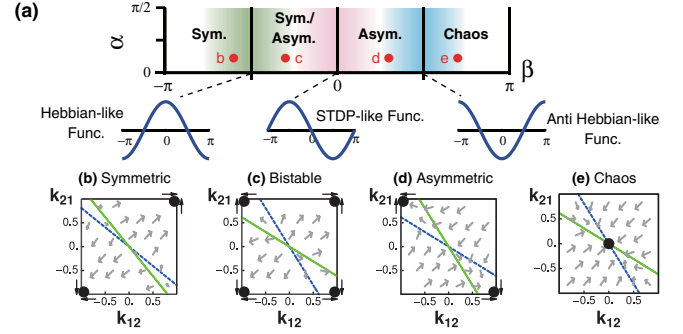 (a)
π/2
α
0
Sym.
Sym./
Asym.
Asym.
Chaos
b
c
d
e
β
−π
0
π
Hebbian-like
Func.
−π
0
π
STDP-like Func.
−π
0
π
Anti Hebbian-like
Func.
−π
0
π
(b) Symmetric
(c) Bistable
(d) Asymmetric
(e) Chaos
k21
0.5
0.
−0.5
−0.5 0. 0.5
k12
k21
0.5
0.
−0.5
−0.5 0. 0.5
k12
k21
0.5
0.
−0.5
−0.5 0. 0.5
k12
k21
0.5
0.
−0.5
−0.5 0. 0.5
k12